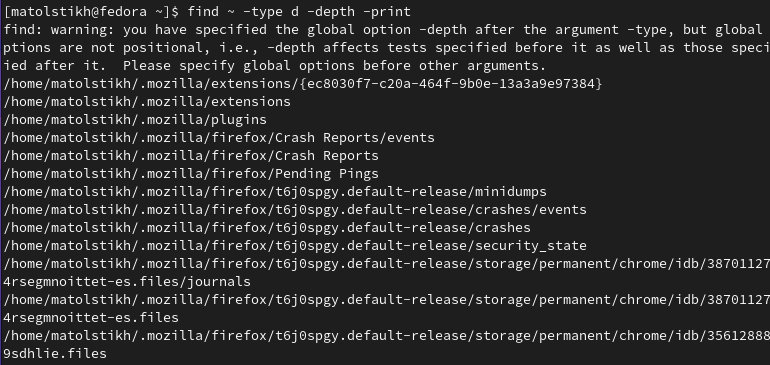 [matolstikh@fedora ~]$ find ~ -type d -depth -print
find: warning: you have specified the global option -depth after the argument -type, but global
ptions are not positional, i.e., -depth affects tests specified before it as well as those speci
ied after it.  Please specify global options before other arguments.
/home/matolstikh/.mozilla/extensions/{ec8030f7-c20a-464f-9b0e-13a3a9e97384}
/home/matolstikh/.mozilla/extensions
/home/matolstikh/.mozilla/plugins
/home/matolstikh/.mozilla/firefox/Crash Reports/events
/home/matolstikh/.mozilla/firefox/Crash Reports
/home/matolstikh/.mozilla/firefox/Pending Pings
/home/matolstikh/.mozilla/firefox/t6j0spgy.default-release/minidumps
/home/matolstikh/.mozilla/firefox/t6j0spgy.default-release/crashes/events
/home/matolstikh/.mozilla/firefox/t6j0spgy.default-release/crashes
/home/matolstikh/.mozilla/firefox/t6j0spgy.default-release/security_state
/home/matolstikh/.mozilla/firefox/t6j0spgy.default-release/storage/permanent/chrome/idb/38701127
4rsegmnoittet-es.files/journals
/home/matolstikh/.mozilla/firefox/t6j0spgy.default-release/storage/permanent/chrome/idb/38701127
4rsegmnoittet-es.files
/home/matolstikh/.mozilla/firefox/t6j0spgy.default-release/storage/permanent/chrome/idb/35612888
9sdhlie.files